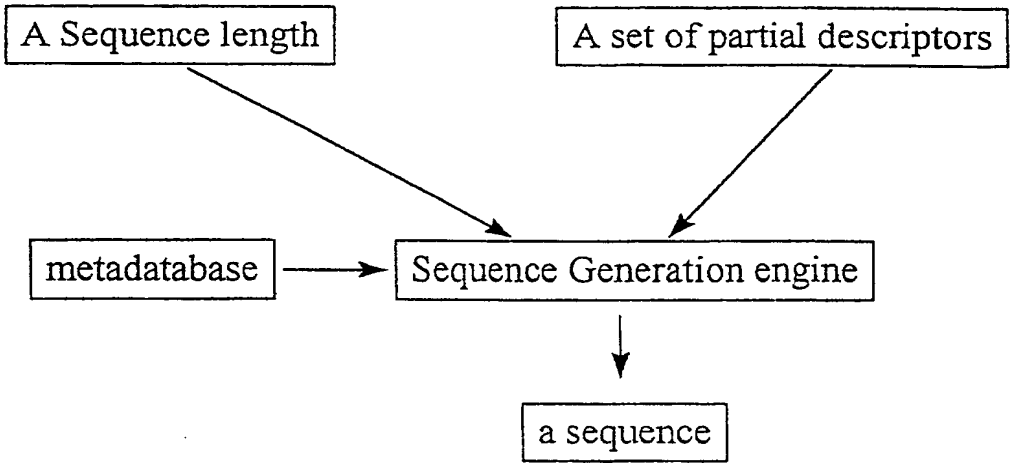 A Sequence length
A set of partial descriptors
metadatabase
Sequence Generation engine
a sequence